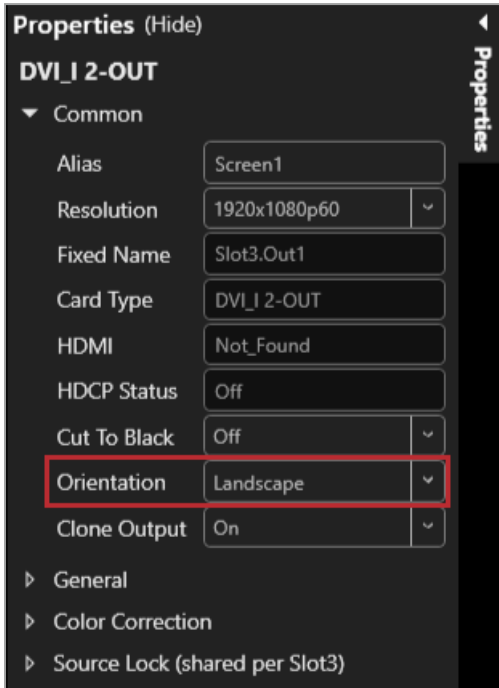 Properties (Hide)
Properties
DVI_I 2-OUT
Common
Alias Screen1
Resolution 1920x1080p60
Fixed Name Slot3.Out1
Card Type DVI_I 2-OUT
HDMI Not_Found
HDCP Status Off
Cut To Black Off
Orientation Landscape
Clone Output On
General
Color Correction
Source Lock (shared per Slot3)